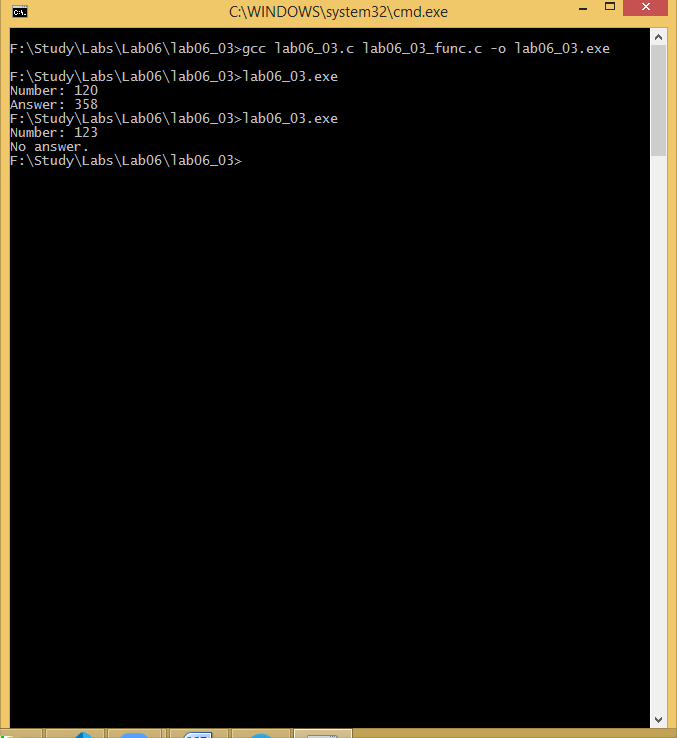 C:\WINDOWS\system32\cmd.exe
F:\Study\Labs\Lab06\lab06_03>gcc lab06_03.c lab06_03_func.c -o lab06_03.exe
F:\Study\Labs\Lab06\lab06_03>lab06_03.exe
Number: 120
Answer: 358
F:\Study\Labs\Lab06\lab06_03>lab06_03.exe
Number: 123
No answer.
F:\Study\Labs\Lab06\lab06_03>